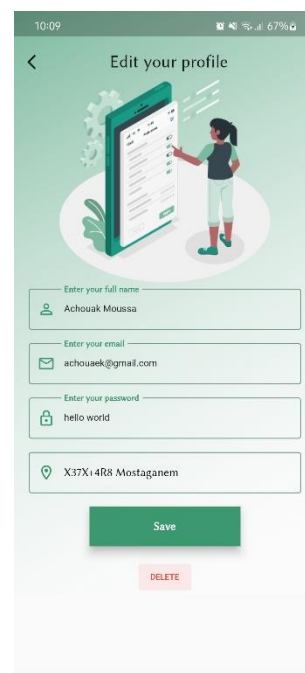 10:09 67%
Edit your profile
Enter your full name
Achouak Moussa
Enter your email
achouaek@gmail.com
Enter your password
hello world
X37X+4R8 Mostaganem
Save
DELETE